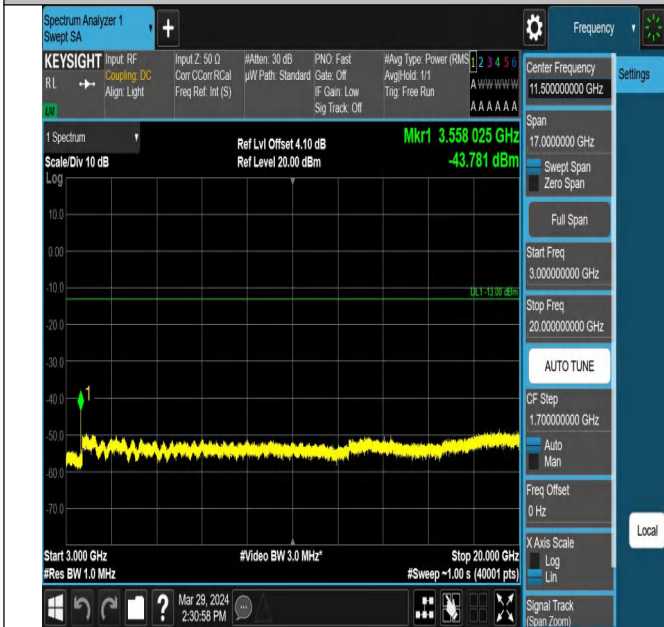 Spectrum Analyzer 1
Swept SA
Frequency
KEYSIGHT
RL
LXI
Input: RF
Coupling: DC
Align: Light
Input Z: 50 Ω
Corr CCorr RCal
Freq Ref: Int (S)
#Atten: 30 dB
µW Path: Standard
PNO: Fast
Gate: Off
IF Gain: Low
Sig Track: Off
#Avg Type: Power (RMS
Avg|Hold: 1/1
Trig: Free Run
1 2 3 4 5 6
A W W W W W
A A A A A A
Center Frequency
11.500000000 GHz
Settings
Span
17.0000000 GHz
Swept Span
Zero Span
Full Span
Start Freq
3.000000000 GHz
Stop Freq
20.000000000 GHz
AUTO TUNE
CF Step
1.700000000 GHz
Auto
Man
Freq Offset
0 Hz
X Axis Scale
Log
Lin
Signal Track
(Span Zoom)
Local
1 Spectrum
Scale/Div 10 dB
Log
Ref Lvl Offset 4.10 dB
Ref Level 20.00 dBm
Mkr1 3.558 025 GHz
-43.781 dBm
10.0
0.00
-10.0
DL1 -13.00 dBm
-20.0
-30.0
-40.0
1
-50.0
-60.0
-70.0
Start 3.000 GHz
#Video BW 3.0 MHz*
Stop 20.000 GHz
#Res BW 1.0 MHz
#Sweep ~1.00 s (40001 pts)
?
Mar 29, 2024
2:30:58 PM